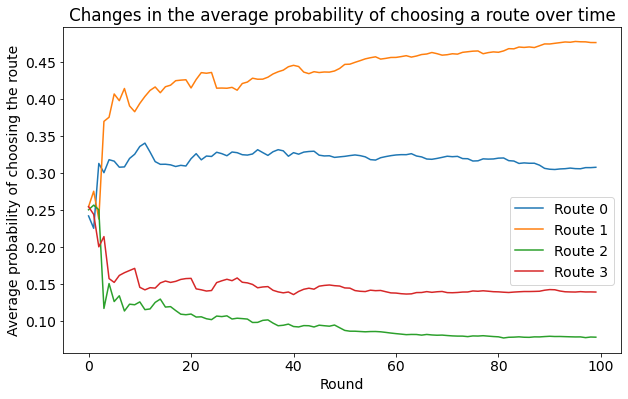 Changes in the average probability of choosing a route over time
Average probability of choosing the route
0.45
0.40
0.35
0.30
0.25
0.20
0.15
0.10
Route 0
Route 1
Route 2
Route 3
0 20 40 60 80 100
Round